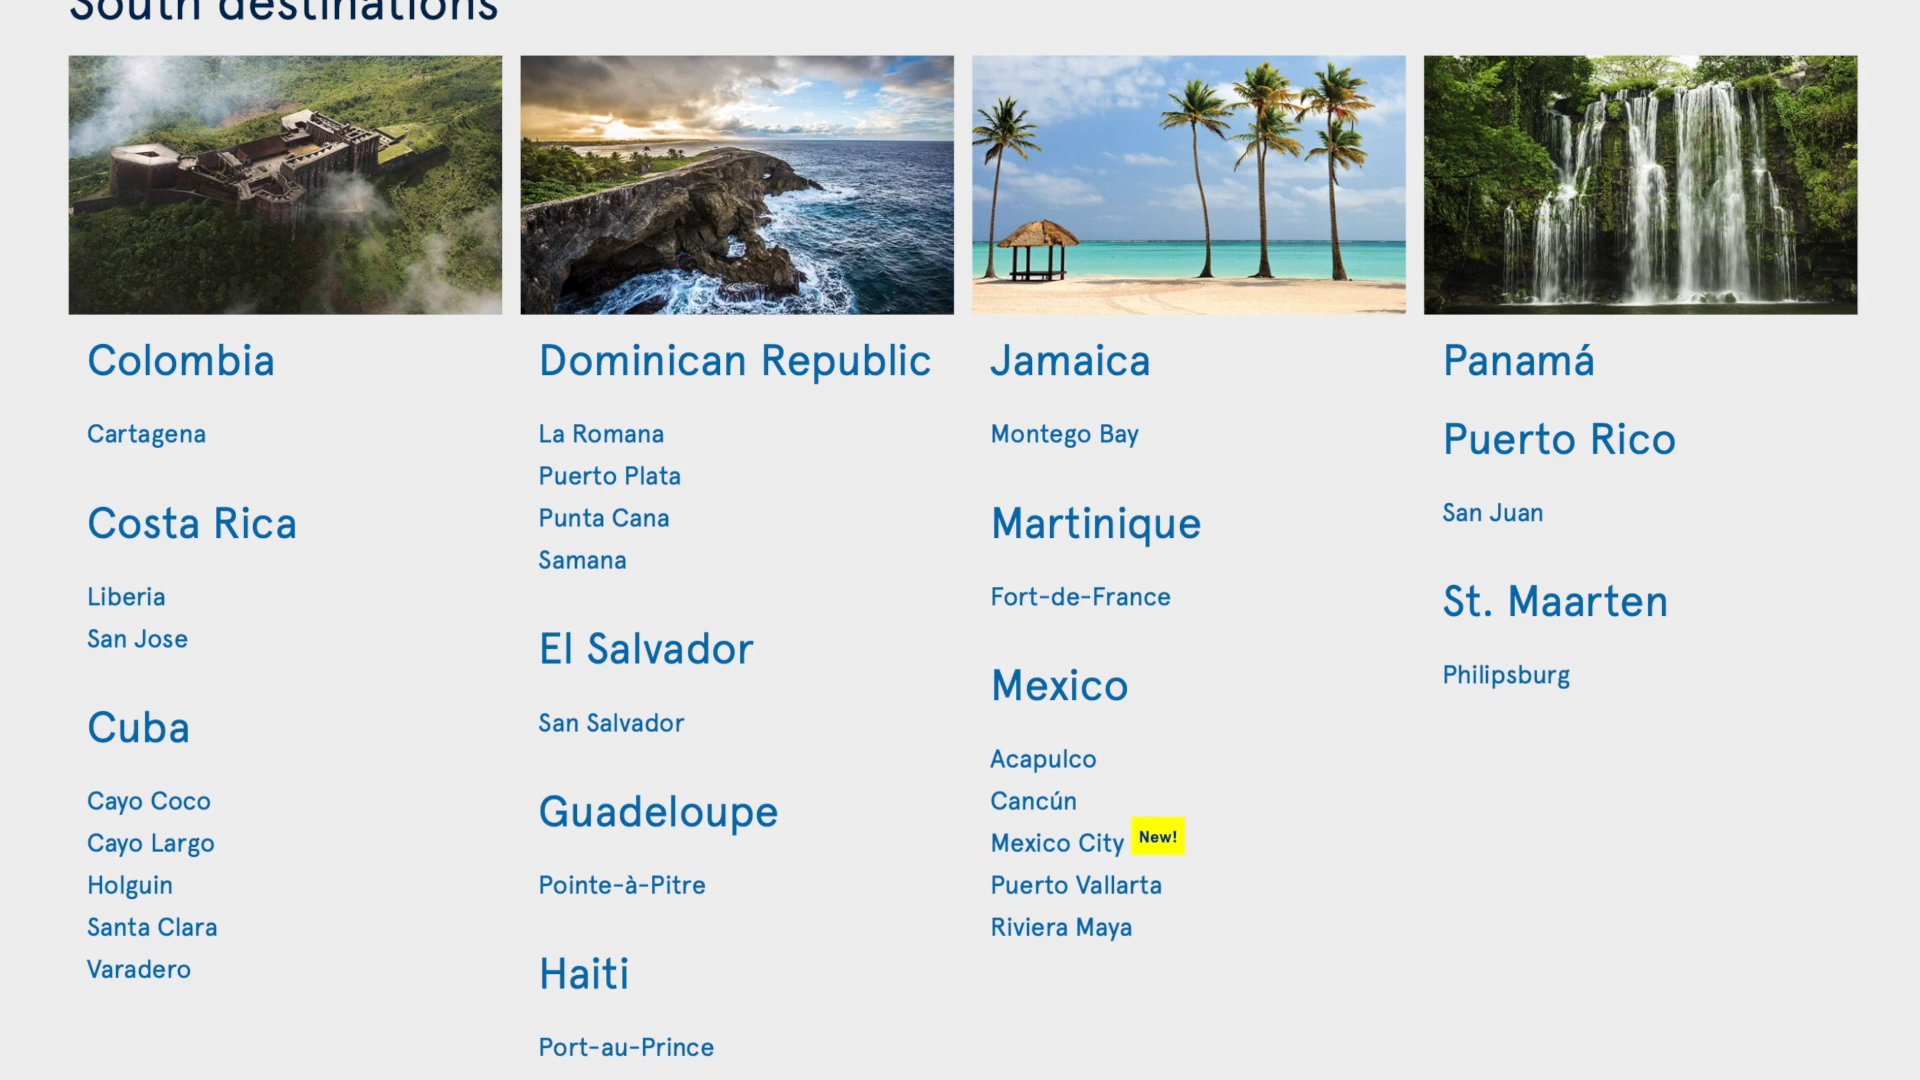 South destinations
Colombia
Cartagena
Costa Rica
Liberia
San Jose
Cuba
Cayo Coco
Cayo Largo
Holguin
Santa Clara
Varadero
Dominican Republic
La Romana
Puerto Plata
Punta Cana
Samana
El Salvador
San Salvador
Guadeloupe
Pointe-à-Pitre
Haiti
Port-au-Prince
Jamaica
Montego Bay
Martinique
Fort-de-France
Mexico
Acapulco
Cancún
Mexico City New!
Puerto Vallarta
Riviera Maya
Panamá
Puerto Rico
San Juan
St. Maarten
Philipsburg